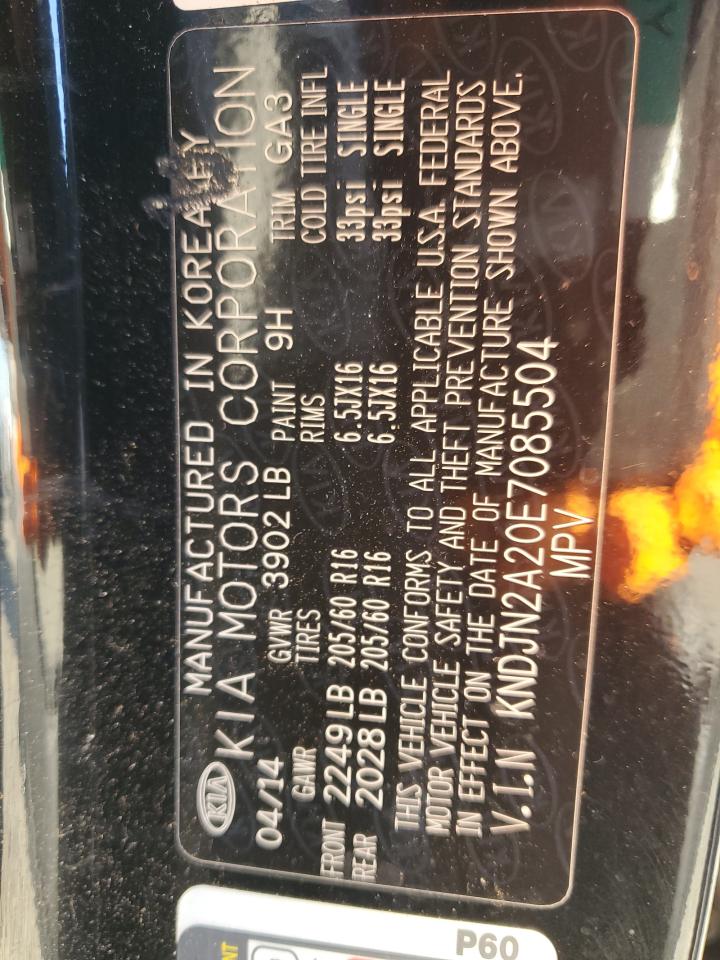 MANUFACTURED IN KOREA
KIA KIA MOTORS CORPORATION
04/14 GVWR 3902 LB PAINT 9H TRIM GA3
GAWR TIRES RIMS COLD TIRE INFL
FRONT 2249 LB 205/60 R16 6.5JX16 33psi SINGLE
REAR 2028 LB 205/60 R16 6.5JX16 33psi SINGLE
THIS VEHICLE CONFORMS TO ALL APPLICABLE U.S.A. FEDERAL
MOTOR VEHICLE SAFETY AND THEFT PREVENTION STANDARDS
IN EFFECT ON THE DATE OF MANUFACTURE SHOWN ABOVE.
V.I.N KNDJN2A20E7085504
MPV
P60